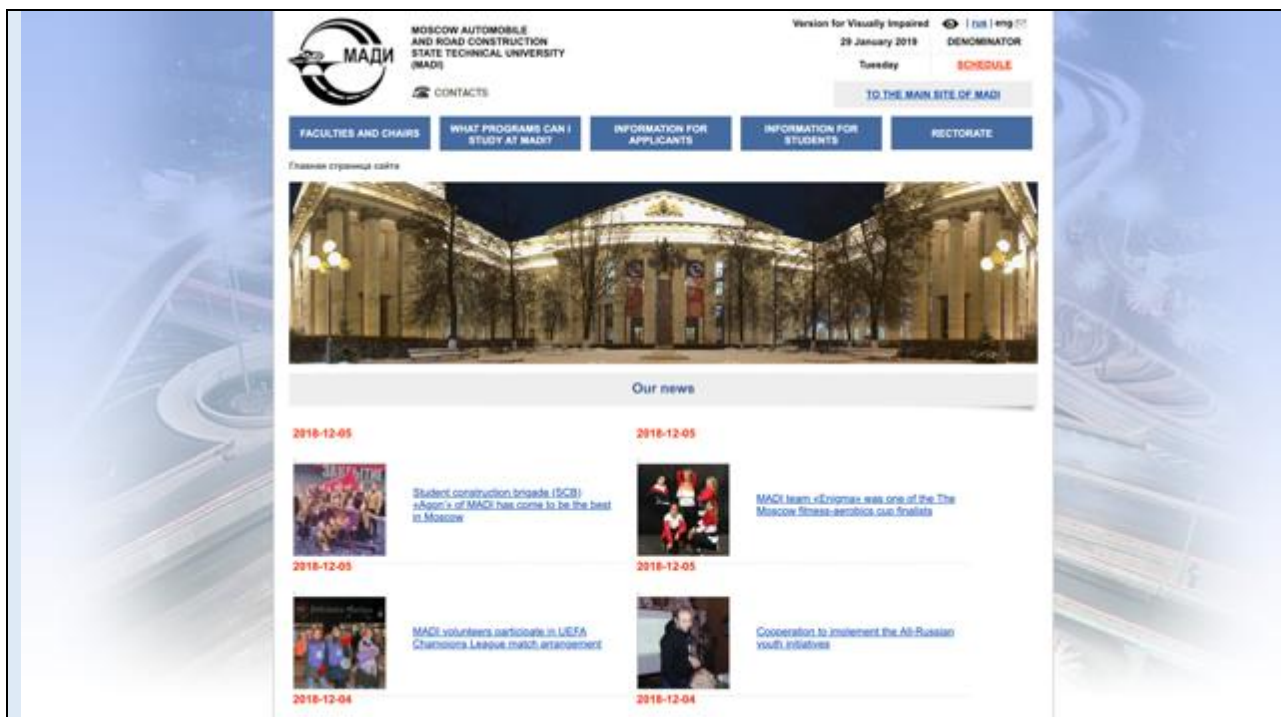 МАДИ
MOSCOW AUTOMOBILE
AND ROAD CONSTRUCTION
STATE TECHNICAL UNIVERSITY
(MADI)
CONTACTS
Version for Visually Impaired
| rus | eng
29 January 2019
DENOMINATOR
Tuesday
SCHEDULE
TO THE MAIN SITE OF MADI
FACULTIES AND CHAIRS
WHAT PROGRAMS CAN I
STUDY AT MADI?
INFORMATION FOR
APPLICANTS
INFORMATION FOR
STUDENTS
RECTORATE
Главная страница сайта
Our news
2018-12-05
ЗАКРЫТИЕ
Student construction brigade (SCB)
«Agon'» of MADI has come to be the best
in Moscow
2018-12-05
MADI team «Enigma» was one of the The
Moscow fitness-aerobics cup finalists
2018-12-05
MADI volunteers participate in UEFA
Champions League match arrangement
2018-12-05
Cooperation to implement the All-Russian
youth initiatives
2018-12-04
2018-12-04